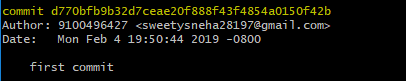 commit d770bfb9b32d7ceae20f888f43f4854a0150f42b
Author: 9100496427 <sweetysneha28197@gmail.com>
Date:   Mon Feb 4 19:50:44 2019 -0800
first commit